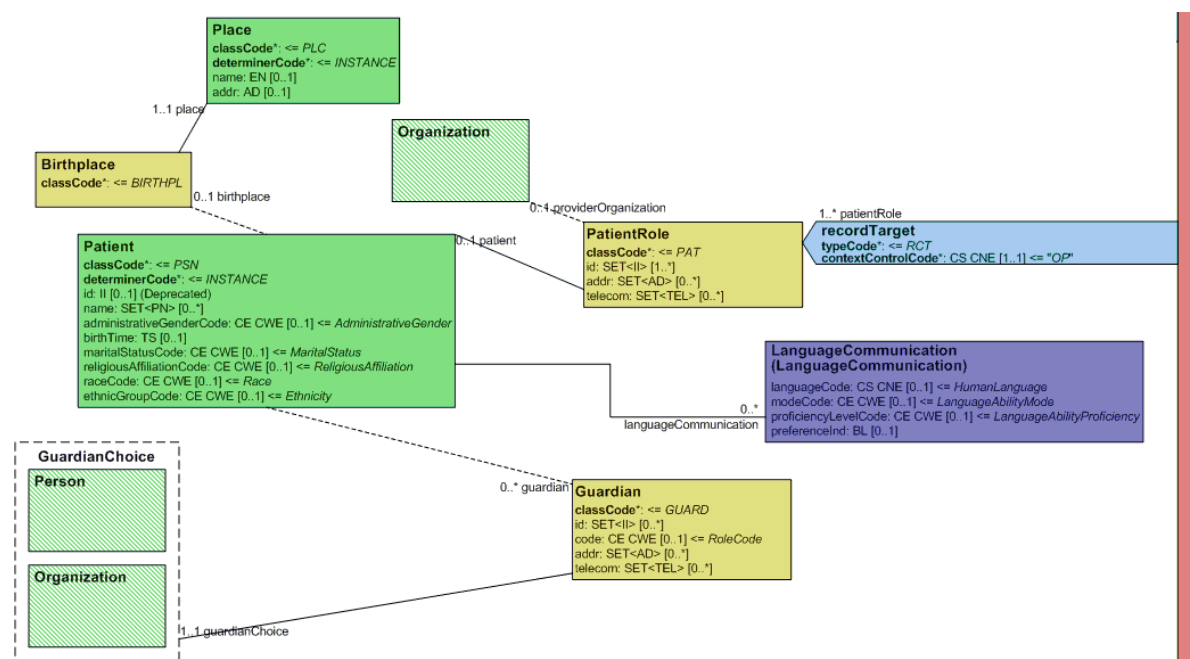 Place
classCode*: <= PLC
determinerCode*: <= INSTANCE
name: EN [0..1]
addr: AD [0..1]
1..1 place
Organization
Birthplace
classCode*: <= BIRTHPL
0..1 birthplace
0..1 providerOrganization
1..* patientRole
PatientRole
classCode*: <= PAT
id: SET<II> [1..*]
addr: SET<AD> [0..*]
telecom: SET<TEL> [0..*]
recordTarget
typeCode*: <= RCT
contextControlCode*: CS CNE [1..1] <= "OP"
0..1 patient
Patient
classCode*: <= PSN
determinerCode*: <= INSTANCE
id: II [0..1] (Deprecated)
name: SET<PN> [0..*]
administrativeGenderCode: CE CWE [0..1] <= AdministrativeGender
birthTime: TS [0..1]
maritalStatusCode: CE CWE [0..1] <= MaritalStatus
religiousAffiliationCode: CE CWE [0..1] <= ReligiousAffiliation
raceCode: CE CWE [0..1] <= Race
ethnicGroupCode: CE CWE [0..1] <= Ethnicity
LanguageCommunication
(LanguageCommunication)
languageCode: CS CNE [0..1] <= HumanLanguage
modeCode: CE CWE [0..1] <= LanguageAbilityMode
proficiencyLevelCode: CE CWE [0..1] <= LanguageAbilityProficiency
preferenceInd: BL [0..1]
0..*
languageCommunication
GuardianChoice
Person
Organization
0..* guardian
Guardian
classCode*: <= GUARD
id: SET<II> [0..*]
code: CE CWE [0..1] <= RoleCode
addr: SET<AD> [0..*]
telecom: SET<TEL> [0..*]
1..1 guardianChoice